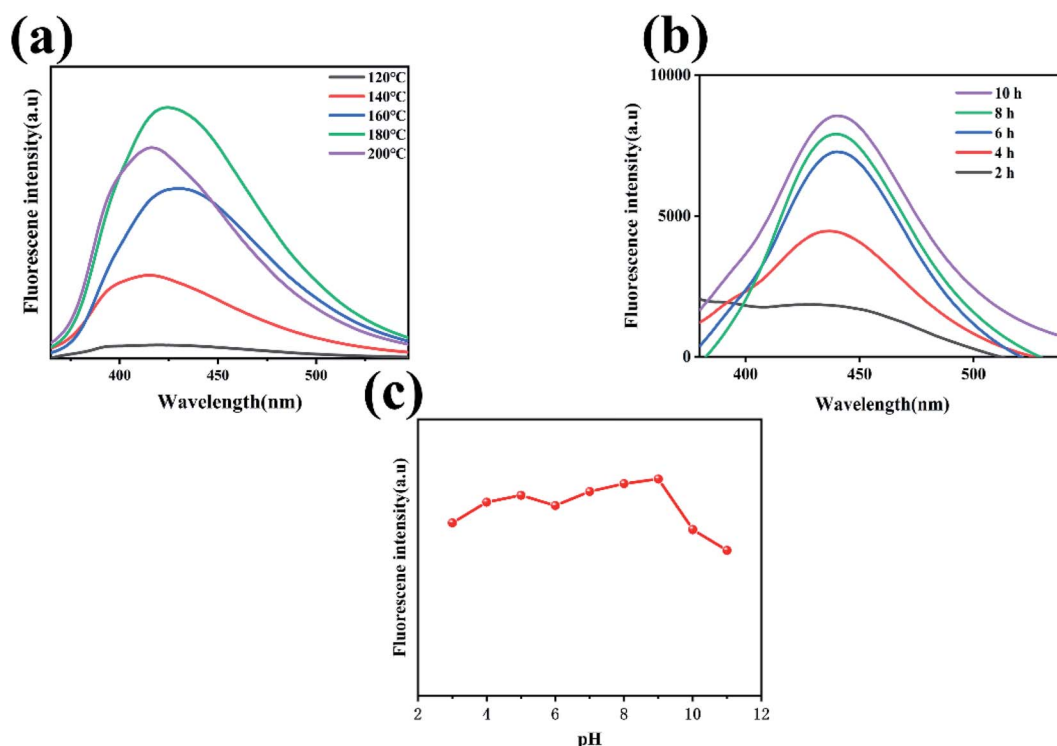 (a)
Fluorescene intensity(a.u)
120℃
140℃
160℃
180℃
200℃
400
450
500
Wavelength(nm)
(b)
Fluorescence intensity(a.u)
10000
5000
0
10 h
8 h
6 h
4 h
2 h
400
450
500
Wavelength(nm)
(c)
Fluorescene intensity(a.u)
2
4
6
8
10
12
pH